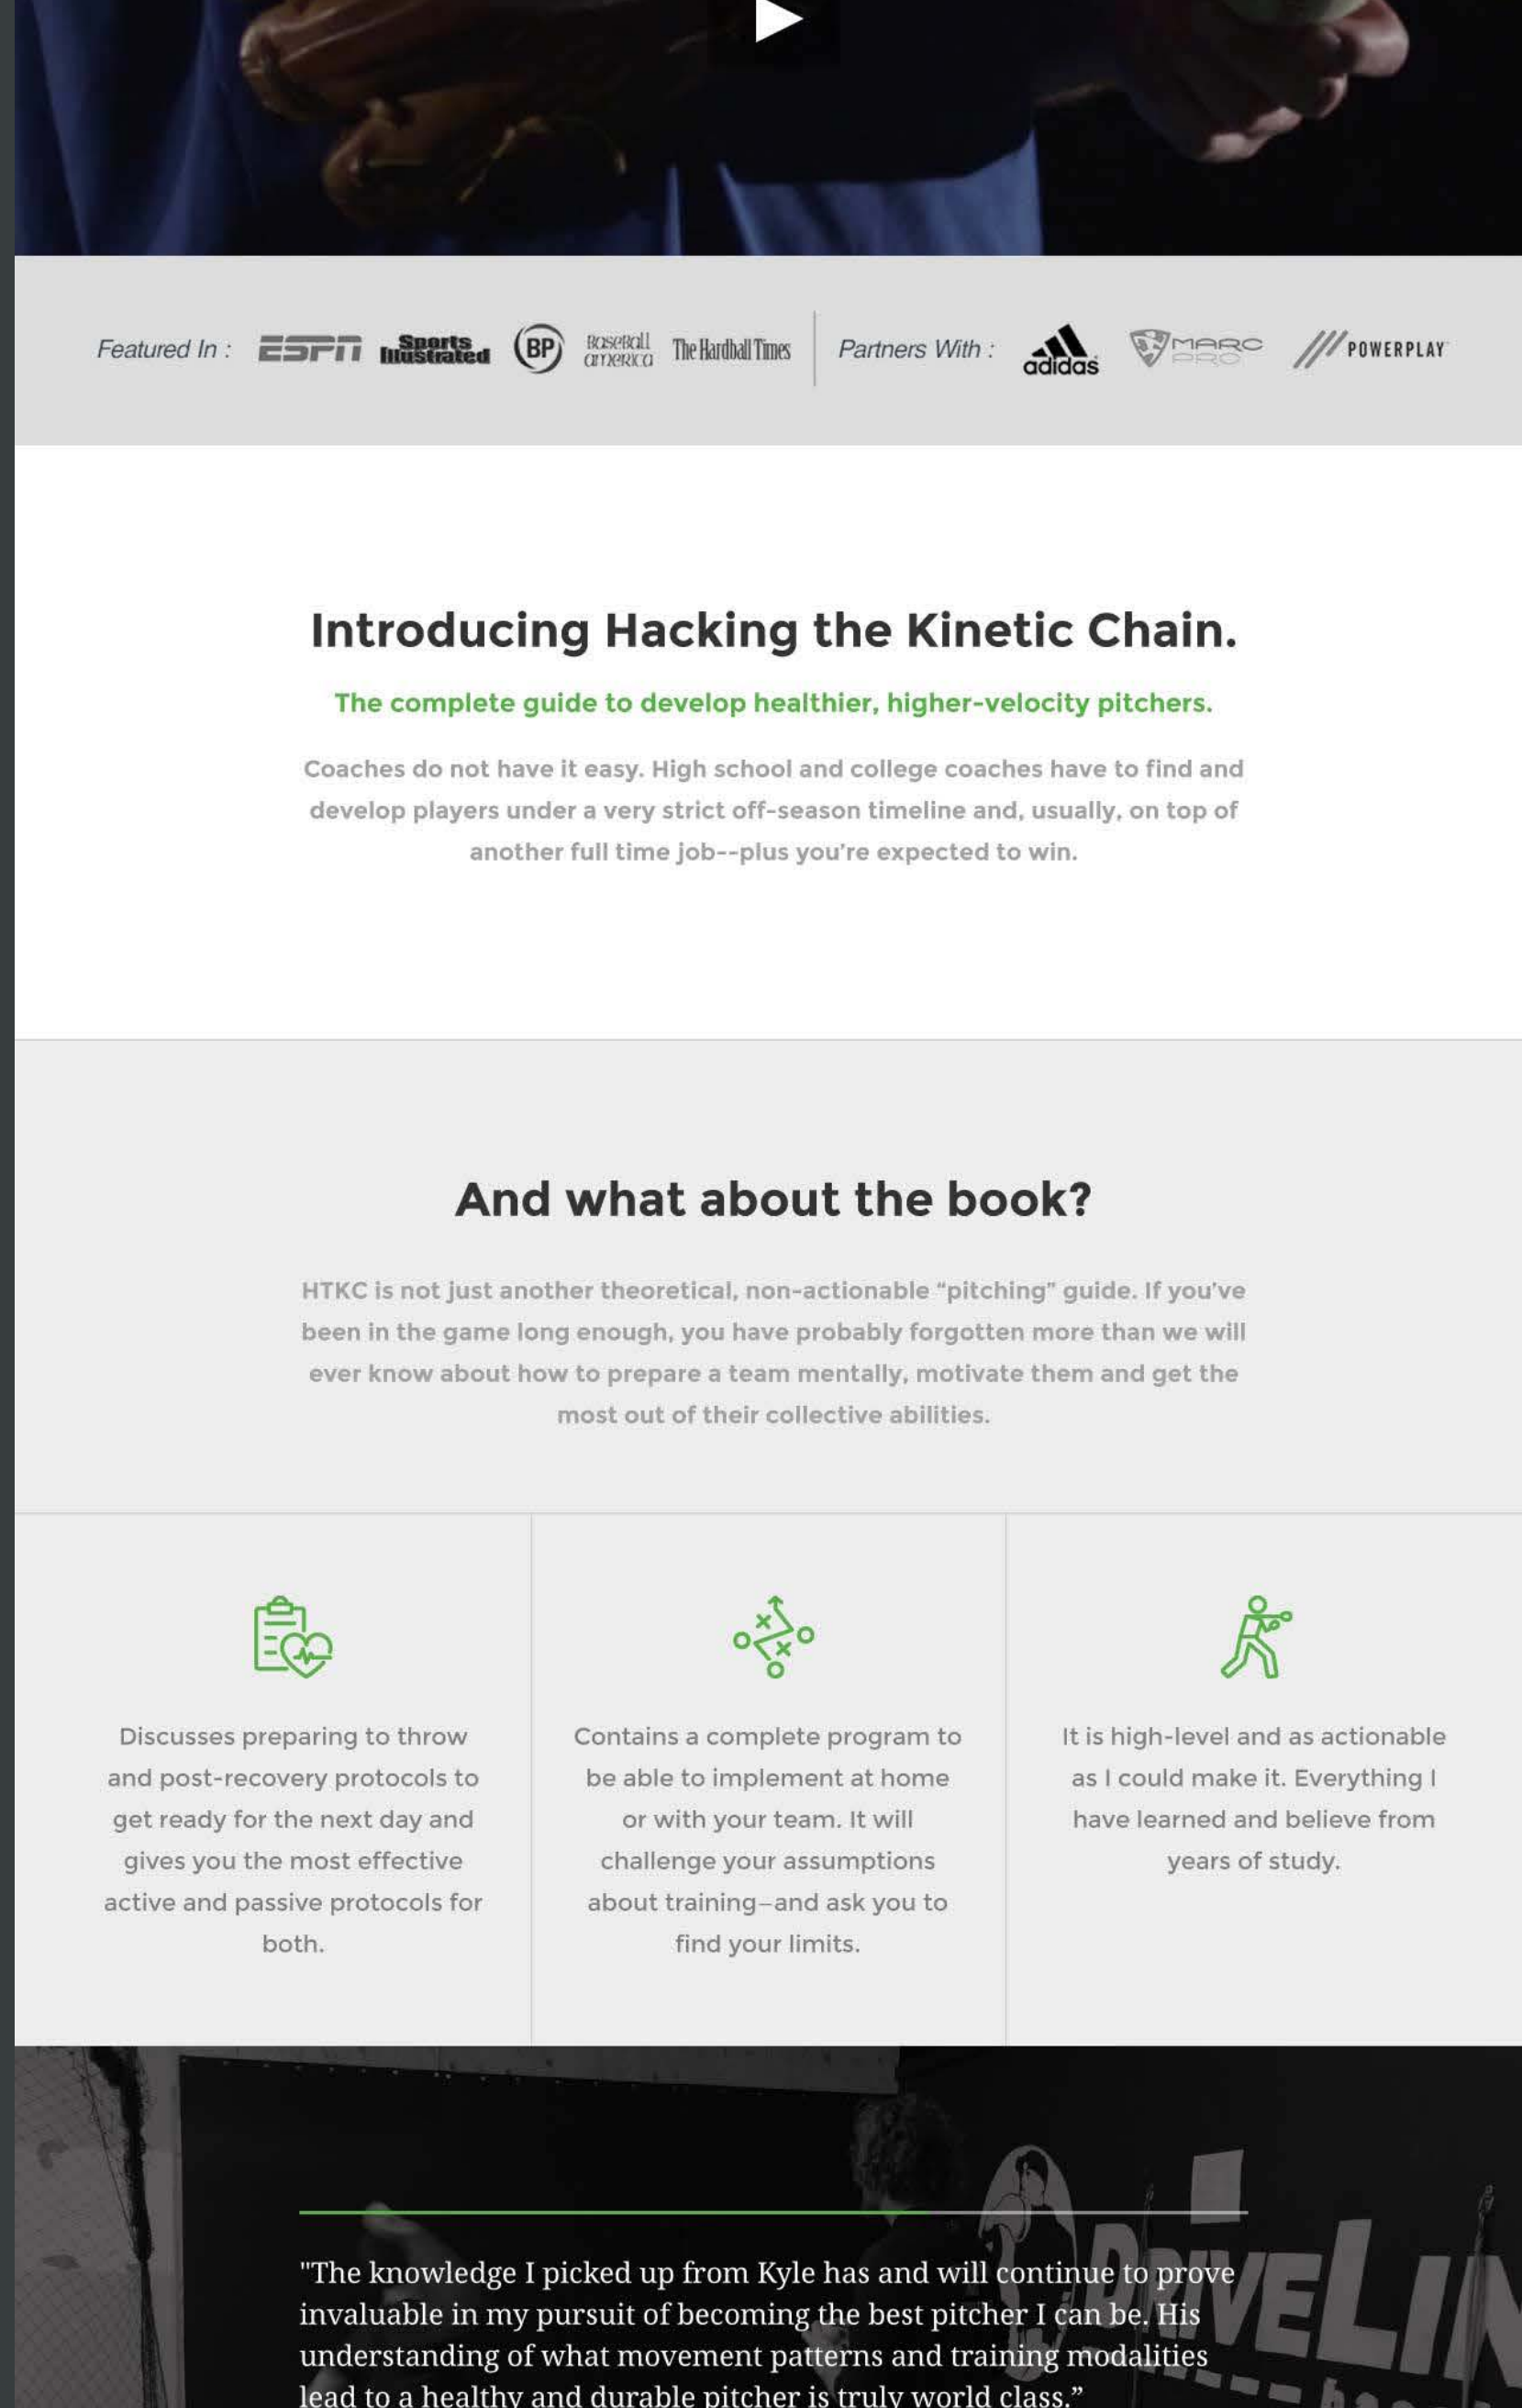 Featured In :
ESPN
Sports
Illustrated
BP
Baseball
america
The Hardball Times
Partners With :
adidas
MARC
PRO
POWERPLAY
Introducing Hacking the Kinetic Chain.
The complete guide to develop healthier, higher-velocity pitchers.
Coaches do not have it easy. High school and college coaches have to find and
develop players under a very strict off-season timeline and, usually, on top of
another full time job--plus you're expected to win.
And what about the book?
HTKC is not just another theoretical, non-actionable “pitching” guide. If you've
been in the game long enough, you have probably forgotten more than we will
ever know about how to prepare a team mentally, motivate them and get the
most out of their collective abilities.
Discusses preparing to throw
and post-recovery protocols to
get ready for the next day and
gives you the most effective
active and passive protocols for
both.
Contains a complete program to
be able to implement at home
or with your team. It will
challenge your assumptions
about training—and ask you to
find your limits.
It is high-level and as actionable
as I could make it. Everything I
have learned and believe from
years of study.
DRIVELIN
"The knowledge I picked up from Kyle has and will continue to prove
invaluable in my pursuit of becoming the best pitcher I can be. His
understanding of what movement patterns and training modalities
lead to a healthy and durable pitcher is truly world class.”